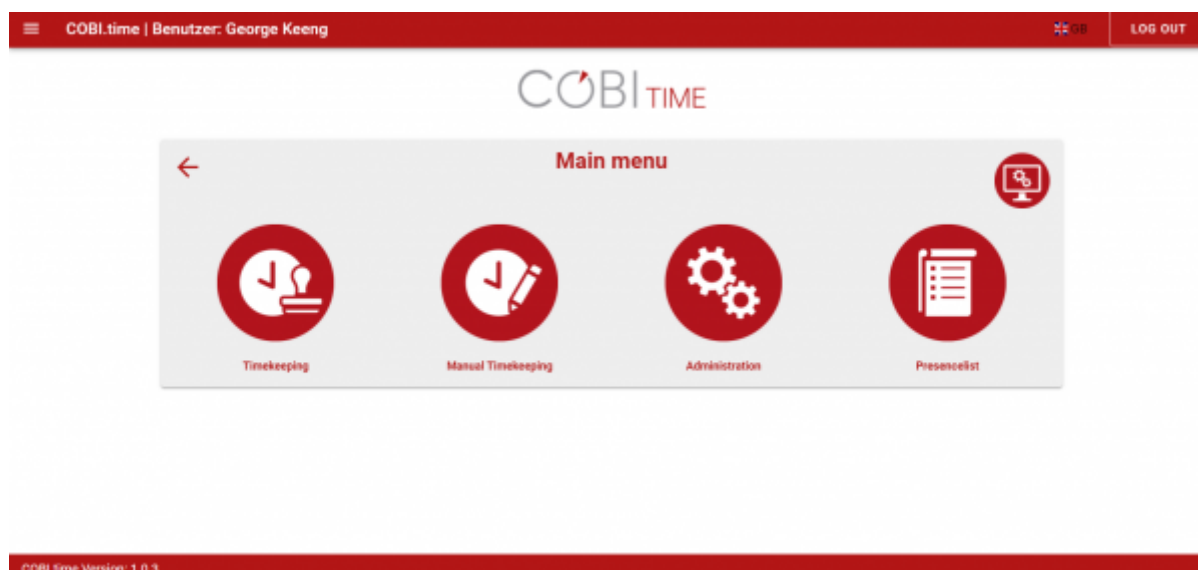 COBI.time | Benutzer: George Keeng GB LOG OUT
COBI TIME
Main menu
Timekeeping Manual Timekeeping Administration Presencelist
COBI.time Version: 1.0.3